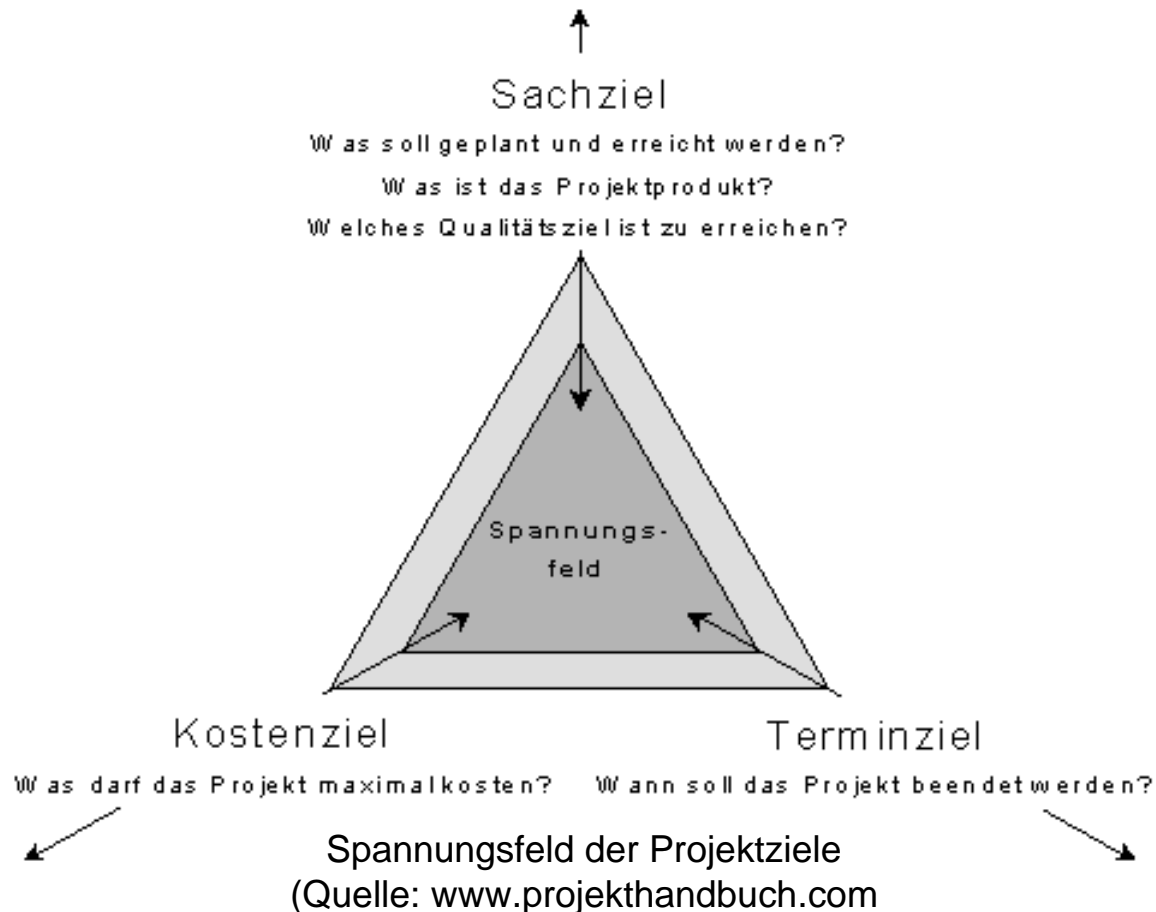 Sachziel
Was soll geplant und erreicht werden?
Was ist das Projektprodukt?
Welches Qualitätsziel ist zu erreichen?
Spannungs-
feld
Kostenziel
Terminziel
Was darf das Projekt maximal kosten?
Wann soll das Projekt beendet werden?
Spannungsfeld der Projektziele
(Quelle: www.projekthandbuch.com